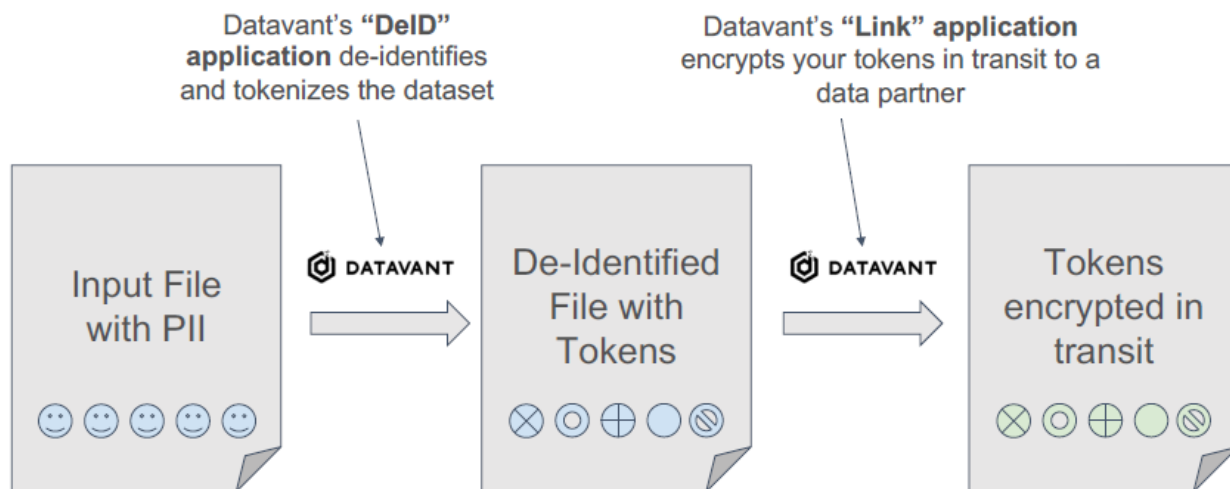 Datavant's “DeID”
application de-identifies
and tokenizes the dataset
Datavant's “Link” application
encrypts your tokens in transit to a
data partner
Input File
with PII
DATAVANT
De-Identified
File with
Tokens
DATAVANT
Tokens
encrypted in
transit